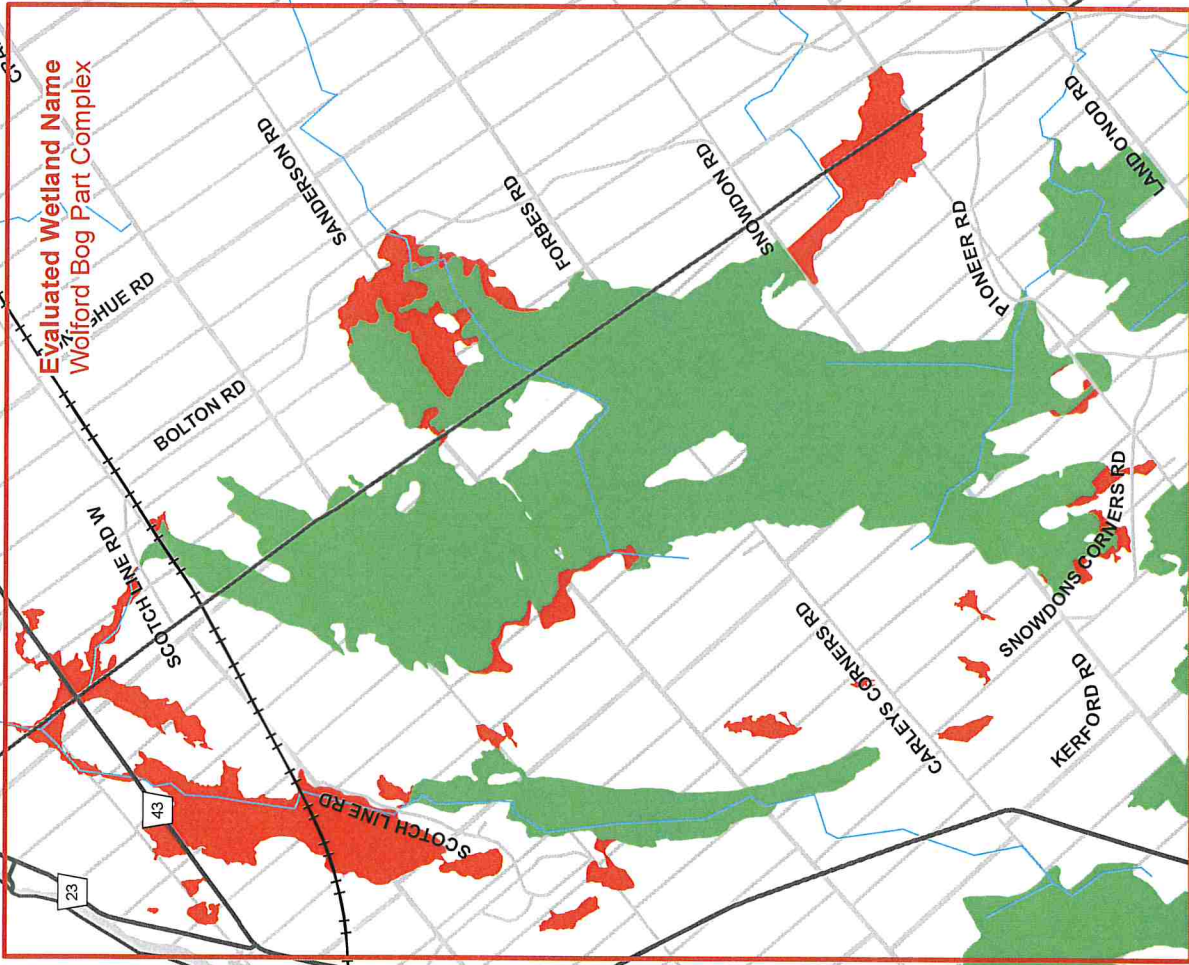 Evaluated Wetland Name
Wolford Bog Part Complex
SHUE RD
SANDERSON RD
BOLTON RD
FORBES RD
SNOWDON RD
LAND O'NOD RD
PIONEER RD
SCOTCH LINE RD W
SNOWDONS CORNERS RD
CARLEYS CORNERS RD
KERFORD RD
SCOTCH LINE RD
43
23